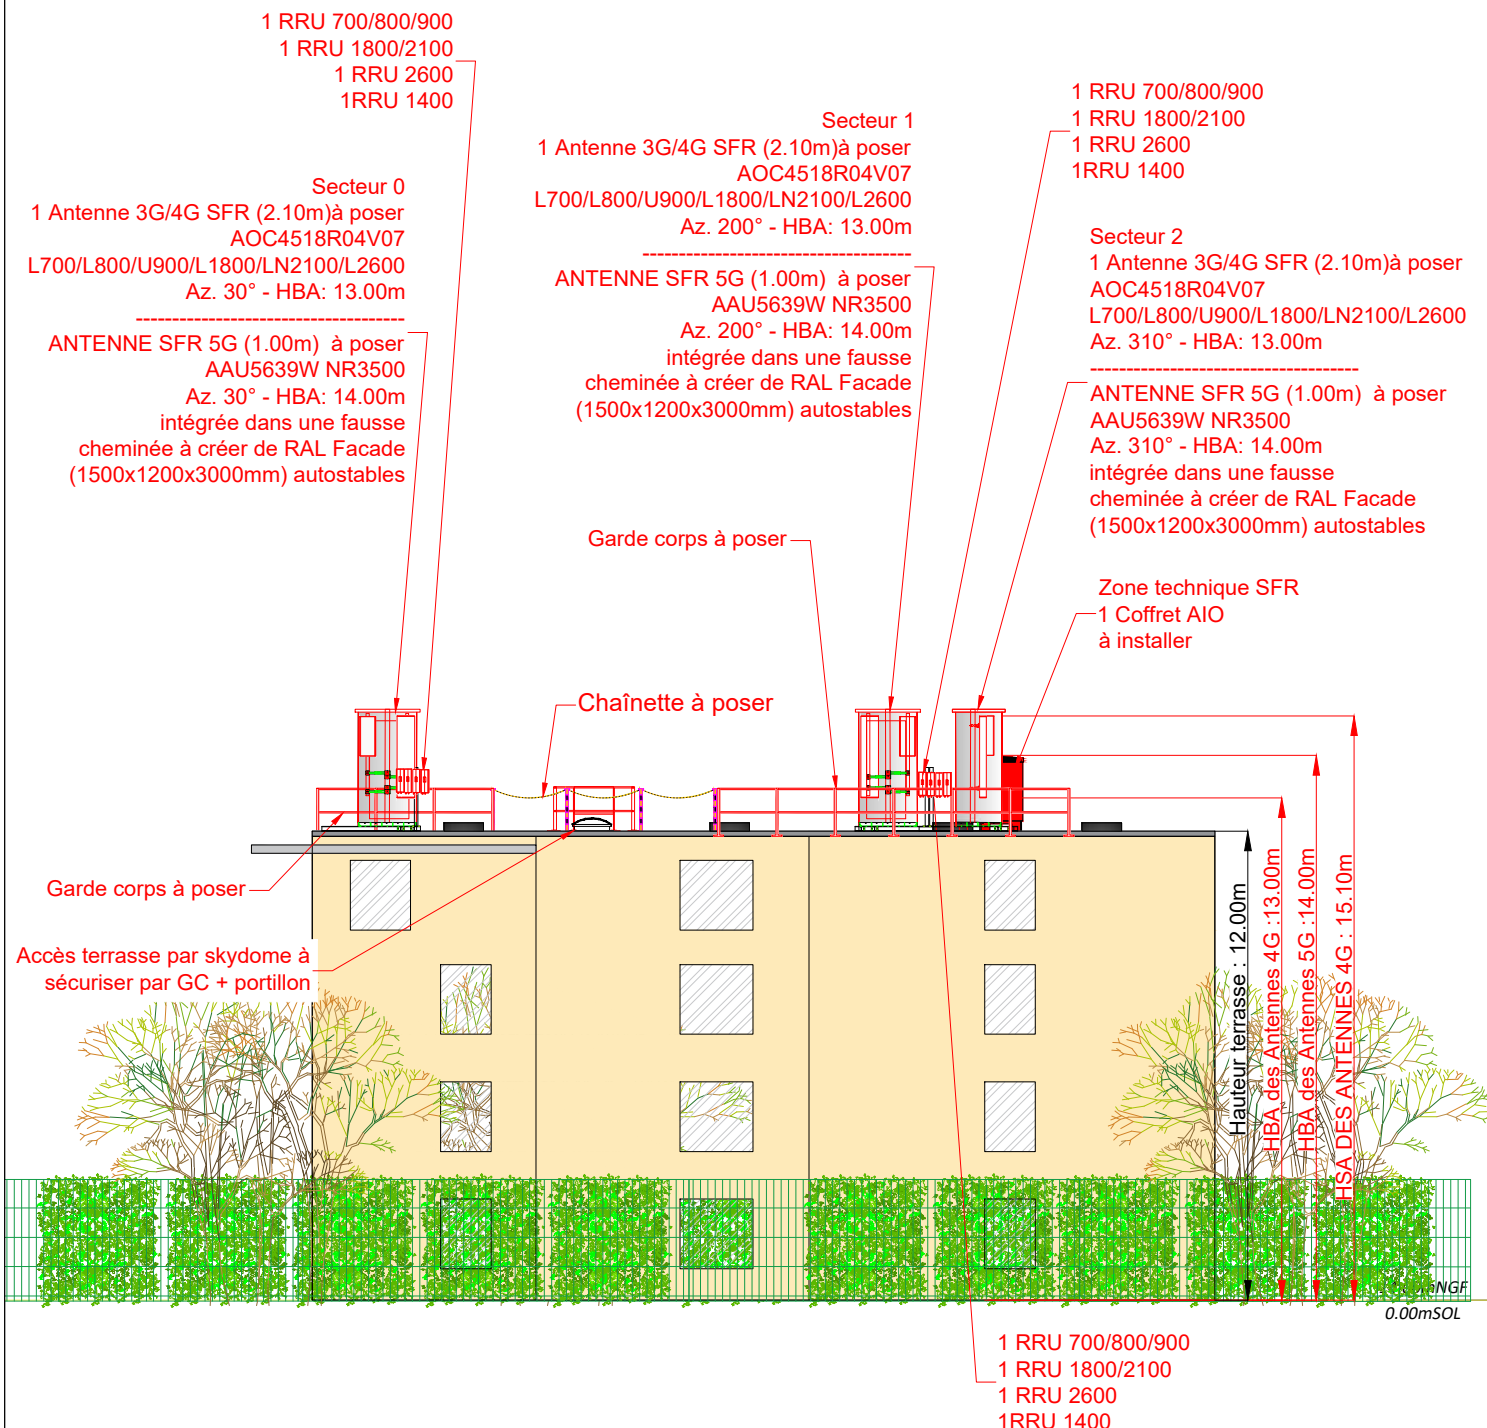 1 RRU 700/800/900
1 RRU 1800/2100
1 RRU 2600
1RRU 1400
Secteur 0
1 Antenne 3G/4G SFR (2.10m)à poser
AOC4518R04V07
L700/L800/U900/L1800/LN2100/L2600
Az. 30° - HBA: 13.00m
-------------------------------------
ANTENNE SFR 5G (1.00m)  à poser
AAU5639W NR3500
Az. 30° - HBA: 14.00m
intégrée dans une fausse
cheminée à créer de RAL Facade
(1500x1200x3000mm) autostables
Secteur 1
1 Antenne 3G/4G SFR (2.10m)à poser
AOC4518R04V07
L700/L800/U900/L1800/LN2100/L2600
Az. 200° - HBA: 13.00m
-------------------------------------
ANTENNE SFR 5G (1.00m)  à poser
AAU5639W NR3500
Az. 200° - HBA: 14.00m
intégrée dans une fausse
cheminée à créer de RAL Facade
(1500x1200x3000mm) autostables
1 RRU 700/800/900
1 RRU 1800/2100
1 RRU 2600
1RRU 1400
Secteur 2
1 Antenne 3G/4G SFR (2.10m)à poser
AOC4518R04V07
L700/L800/U900/L1800/LN2100/L2600
Az. 310° - HBA: 13.00m
-------------------------------------
ANTENNE SFR 5G (1.00m)  à poser
AAU5639W NR3500
Az. 310° - HBA: 14.00m
intégrée dans une fausse
cheminée à créer de RAL Facade
(1500x1200x3000mm) autostables
Garde corps à poser
Zone technique SFR
1 Coffret AIO
à installer
Chaînette à poser
Garde corps à poser
Accès terrasse par skydome à
sécuriser par GC + portillon
Hauteur terrasse : 12.00m
HBA des Antennes 4G :13.00m
HBA des Antennes 5G :14.00m
HSA DES ANTENNES 4G : 15.10m
0.00mSOL
1 RRU 700/800/900
1 RRU 1800/2100
1 RRU 2600
1RRU 1400